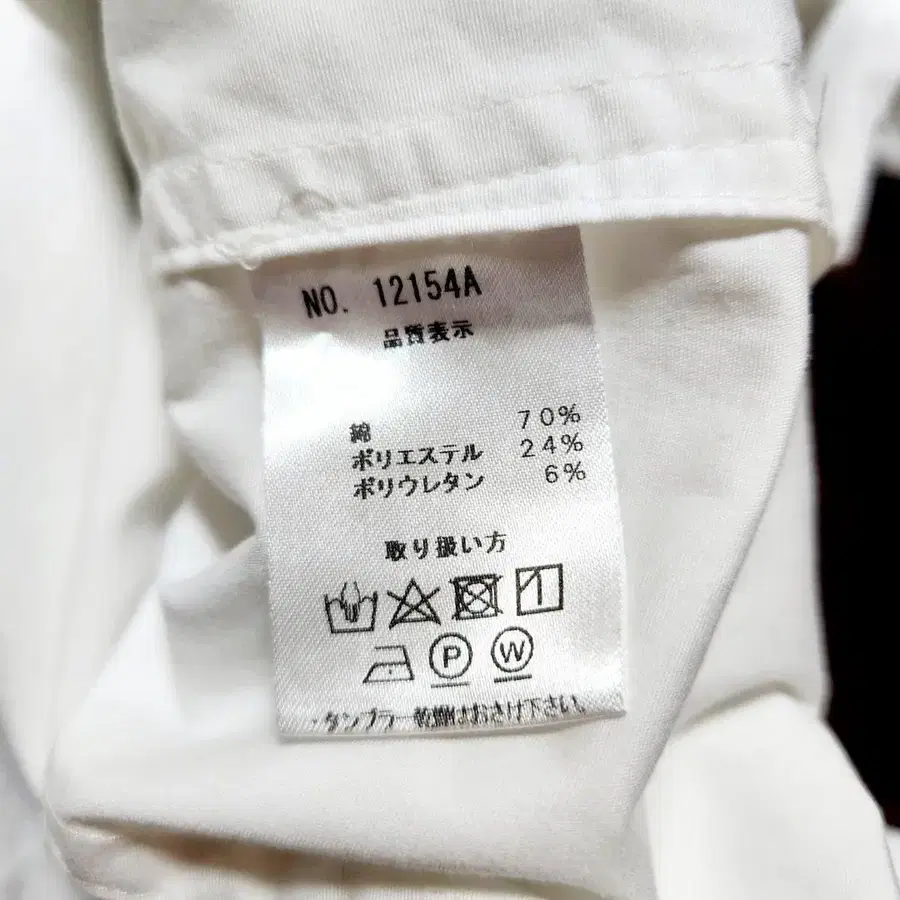 NO. 12154A
品質表示
綿 70%
ポリエステル 24%
ポリウレタン 6%
取り扱い方
P W
・タンブラー乾燥はおさけ下さい。